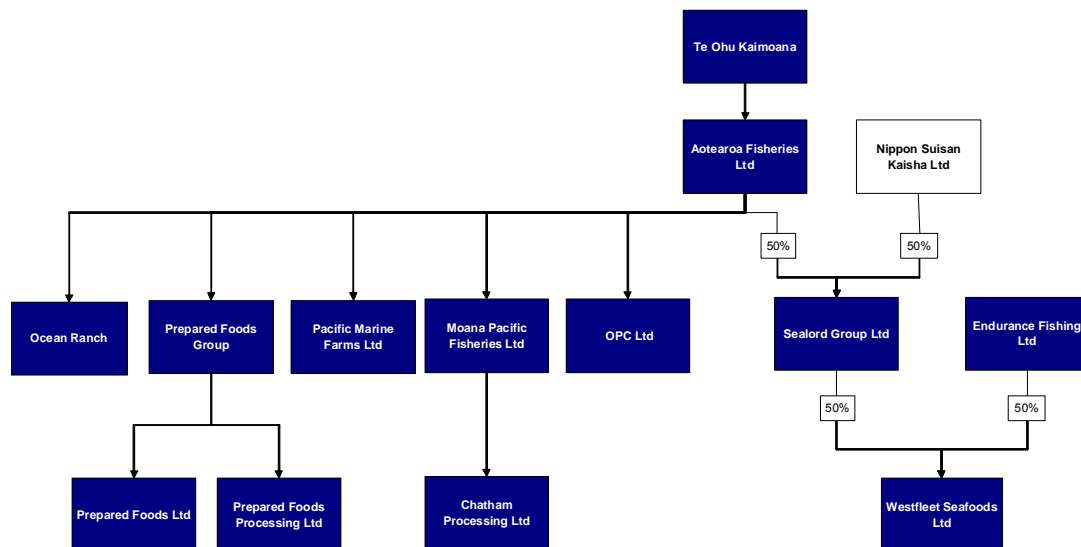 Te Ohu Kaimoana
Aotearoa Fisheries
Ltd
Nippon Suisan
Kaisha Ltd
50%
50%
Ocean Ranch
Prepared Foods
Group
Pacific Marine
Farms Ltd
Moana Pacific
Fisheries Ltd
OPC Ltd
Sealord Group Ltd
Endurance Fishing
Ltd
50%
50%
Prepared Foods Ltd
Prepared Foods
Processing Ltd
Chatham
Processing Ltd
Westfleet Seafoods
Ltd